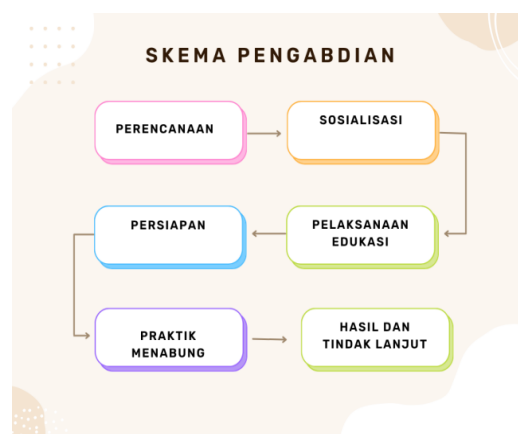 SKEMA PENGABDIAN
PERENCANAAN
SOSIALISASI
PERSIAPAN
PELAKSANAAN
EDUKASI
PRAKTIK
MENABUNG
HASIL DAN
TINDAK LANJUT